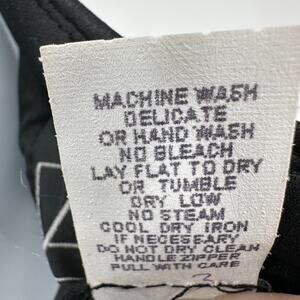 MACHINE WASH
DELICATE
OR HAND WASH
NO BLEACH
LAY FLAT TO DRY
OR TUMBLE
DRY LOW
NO STEAM
COOL DRY IRON
IF NECESSARY
DO NOT DRY CLEAN
HANDLE ZIPPER
PULL WITH CARE